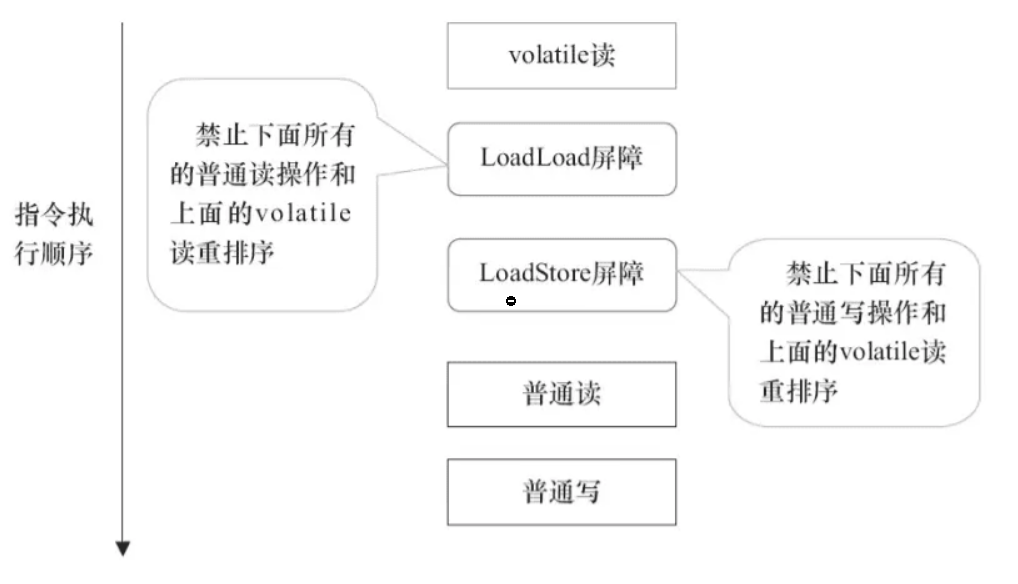 volatile读
禁止下面所有
的普通读操作和
上面的volatile
读重排序
LoadLoad屏障
指令执
行顺序
LoadStore屏障
禁止下面所有
的普通写操作和
上面的volatile读
重排序
普通读
普通写